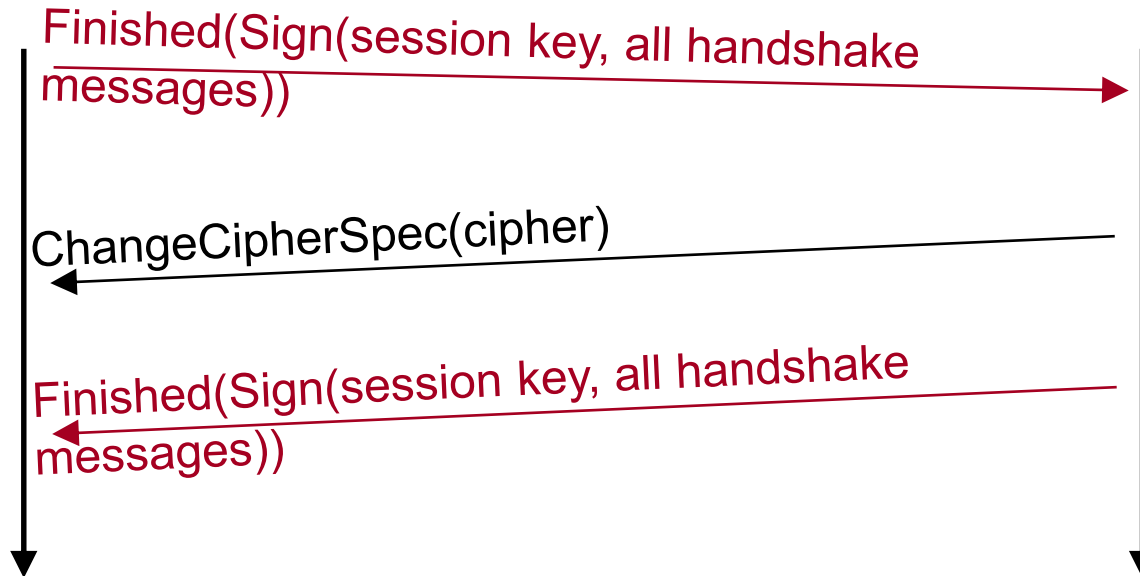 Finished(Sign(session key, all handshake
messages))
ChangeCipherSpec(cipher)
Finished(Sign(session key, all handshake
messages))